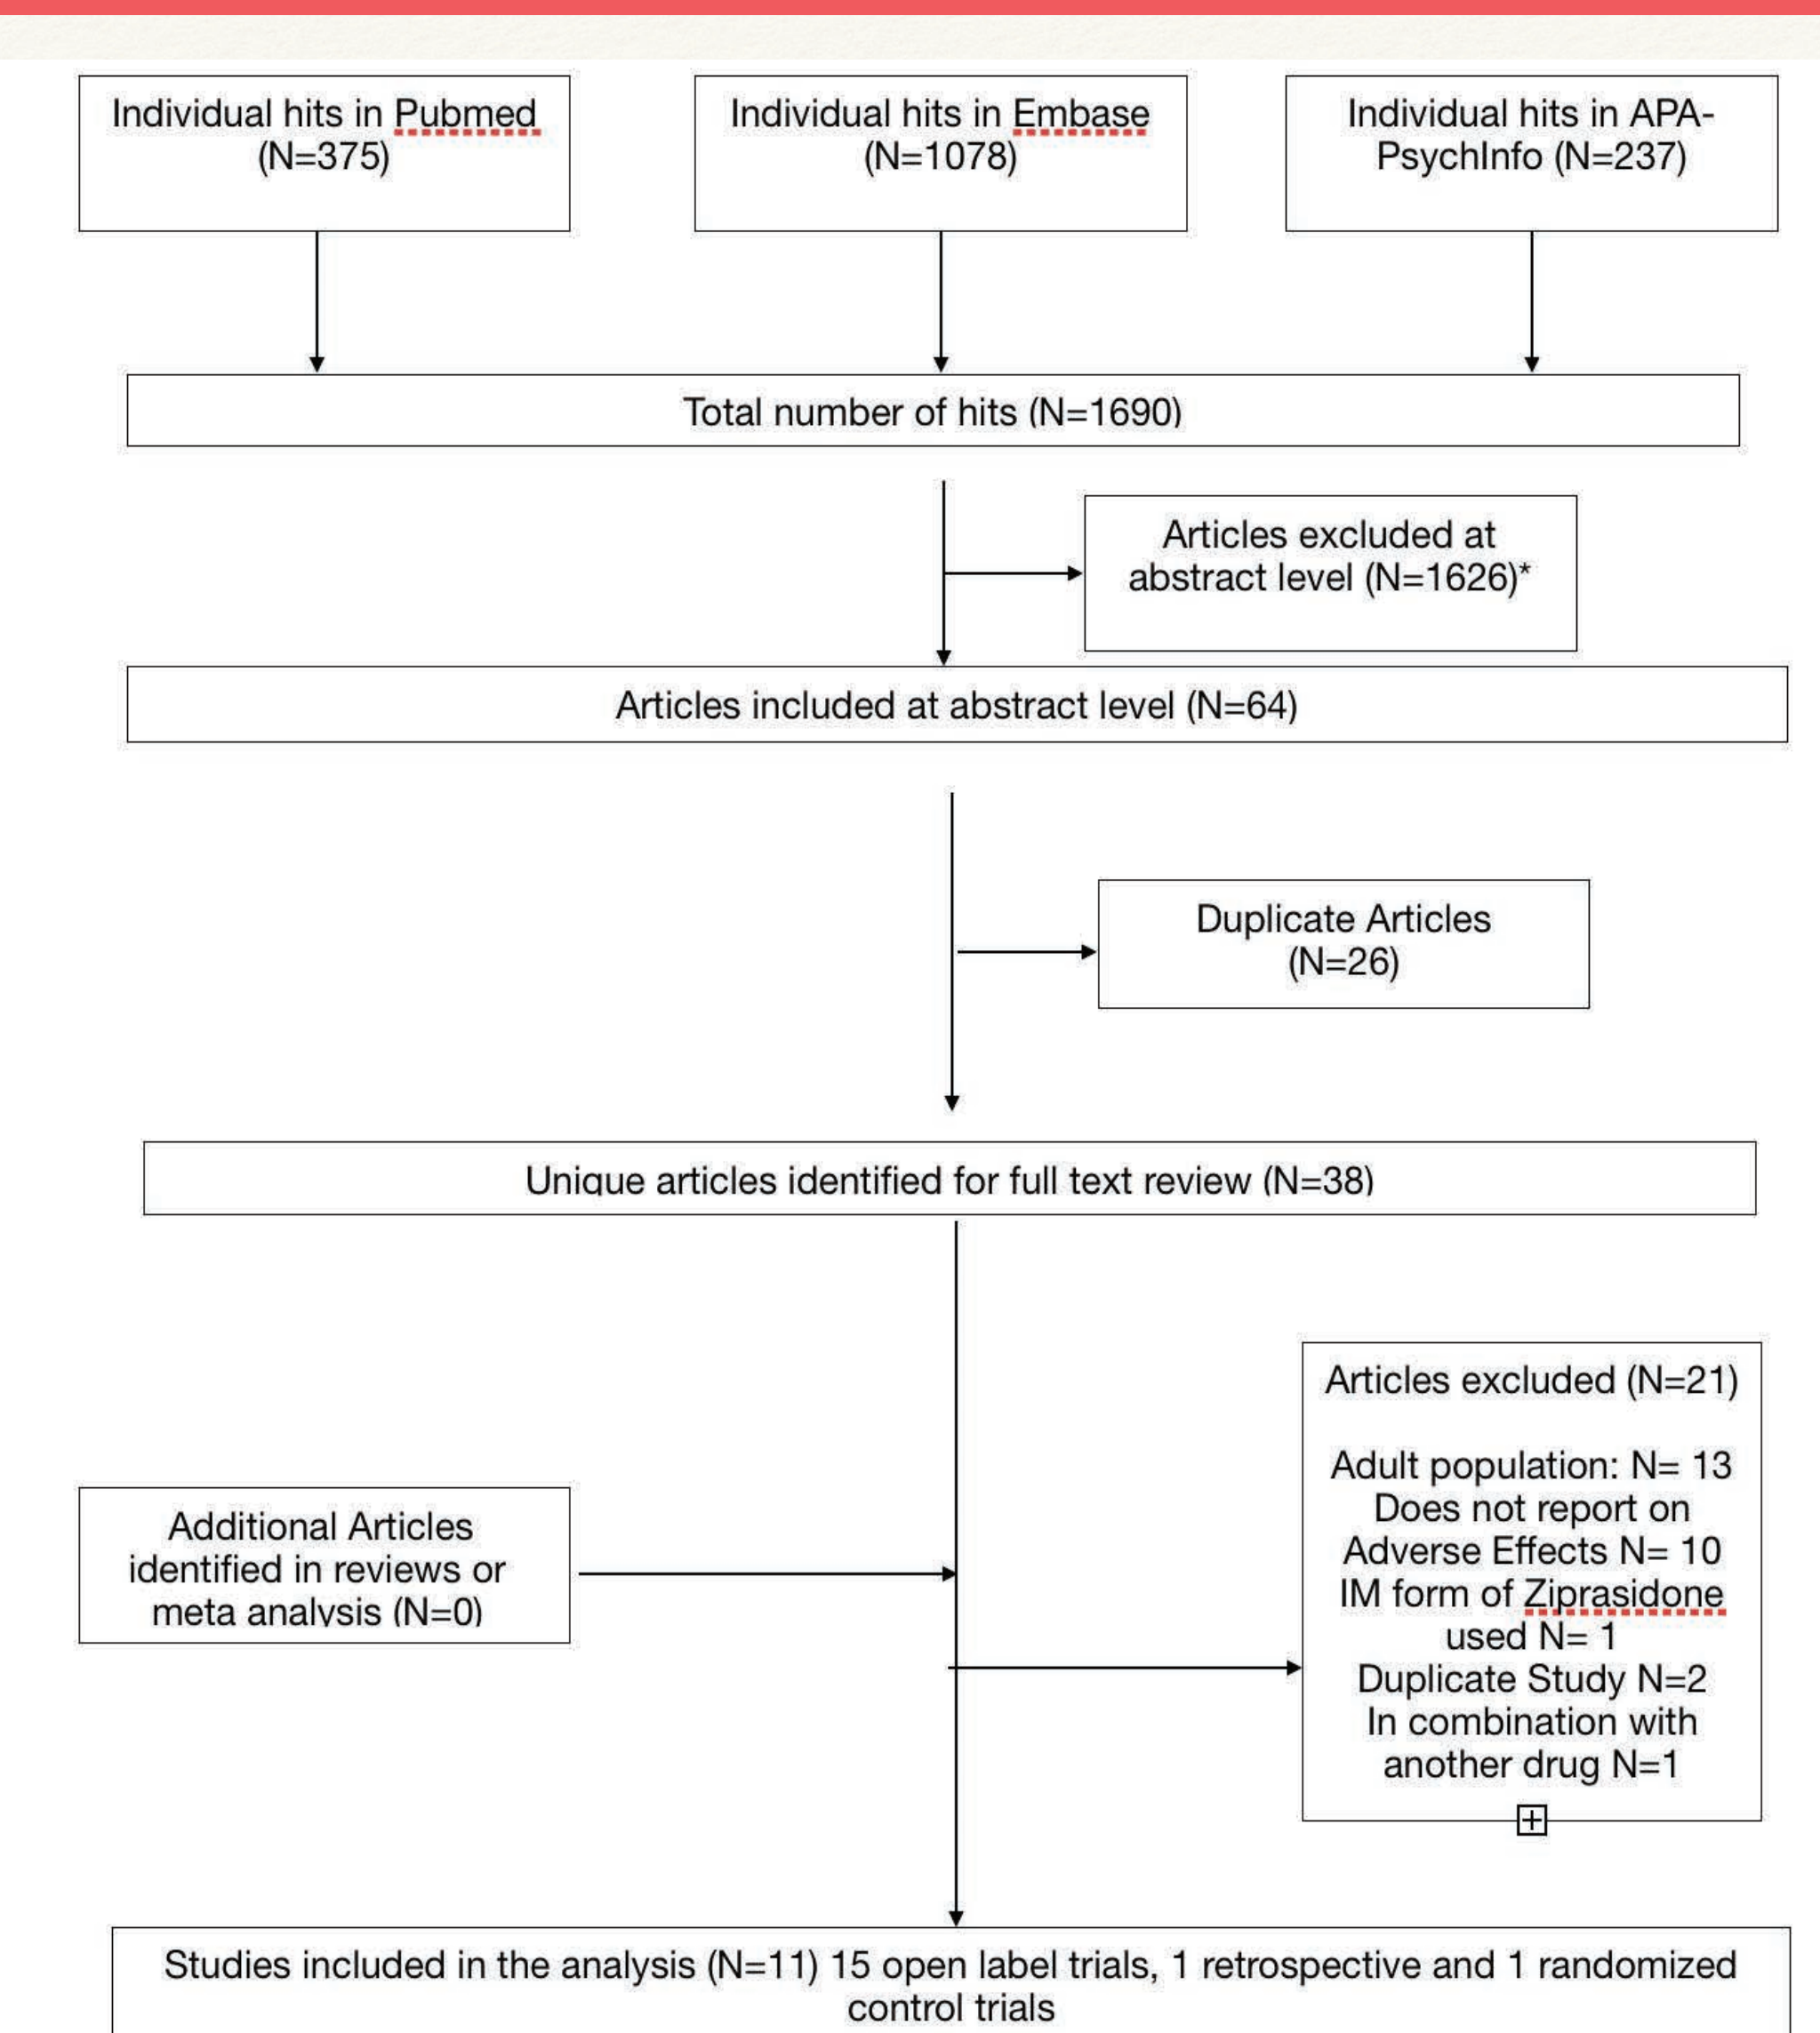 Individual hits in Pubmed
(N=375)
Individual hits in Embase
(N=1078)
Individual hits in APA-
PsychInfo (N=237)
Total number of hits (N=1690)
Articles excluded at
abstract level (N=1626)*
Articles included at abstract level (N=64)
Duplicate Articles
(N=26)
Unique articles identified for full text review (N=38)
Articles excluded (N=21)
Adult population: N= 13
Does not report on
Adverse Effects N= 10
IM form of Ziprasidone
used N= 1
Duplicate Study N=2
In combination with
another drug N=1
Additional Articles
identified in reviews or
meta analysis (N=0)
Studies included in the analysis (N=11) 15 open label trials, 1 retrospective and 1 randomized
control trials